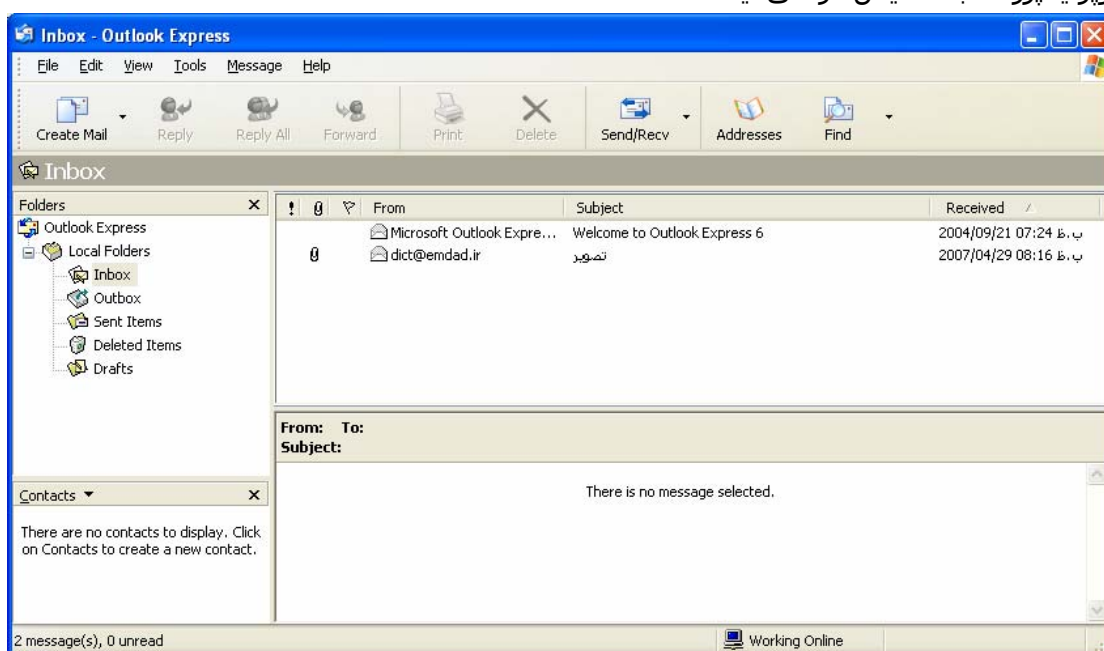 Inbox - Outlook Express
File Edit View Tools Message Help
Create Mail Reply Reply All Forward Print Delete Send/Recv Addresses Find
Inbox
Folders
Outlook Express
Local Folders
Inbox
Outbox
Sent Items
Deleted Items
Drafts
! From Subject Received
Microsoft Outlook Expre... Welcome to Outlook Express 6 2004/09/21 07:24 ب.ظ
dict@emdad.ir تصویر 2007/04/29 08:16 ب.ظ
From: To:
Subject:
There is no message selected.
Contacts
There are no contacts to display. Click
on Contacts to create a new contact.
2 message(s), 0 unread
Working Online